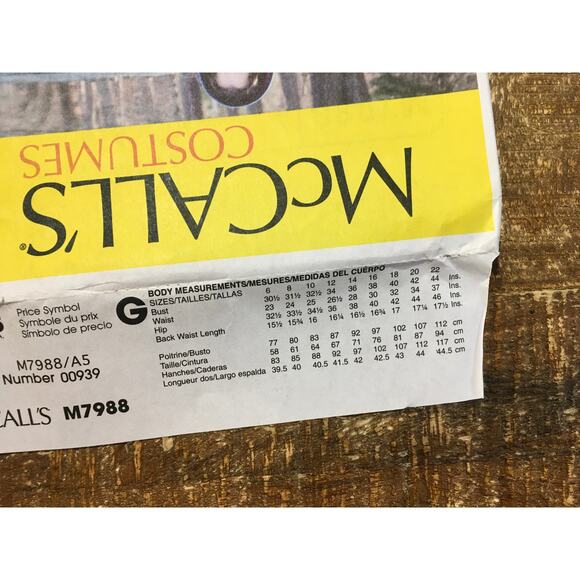 McCALL'S®
COSTUMES
Price Symbol
Symbole du prix
Símbolo de precio
M7988/A5
Number 00939
CALL'S M7988
G
BODY MEASUREMENTS/MESURES/MEDIDAS DEL CUERPO
SIZES/TAILLES/TALLAS 6 8 10 12 14 16 18 20 22
Bust 30½ 31½ 32½ 34 36 38 40 42 44 Ins.
Waist 23 24 25 26½ 28 30 32 34 37 Ins.
Hip 32½ 33½ 34½ 36 38 40 42 44 46 Ins.
Back Waist Length 15½ 15¾ 16 16¼ 16½ 16¾ 17 17¼ 17½ Ins.
Poitrine/Busto 77 80 83 87 92 97 102 107 112 cm
Taille/Cintura 58 61 64 67 71 76 81 87 94 cm
Hanches/Caderas 83 85 88 92 97 102 107 112 117 cm
Longueur dos/Largo espalda 39.5 40 40.5 41.5 42 42.5 43 44 44.5 cm